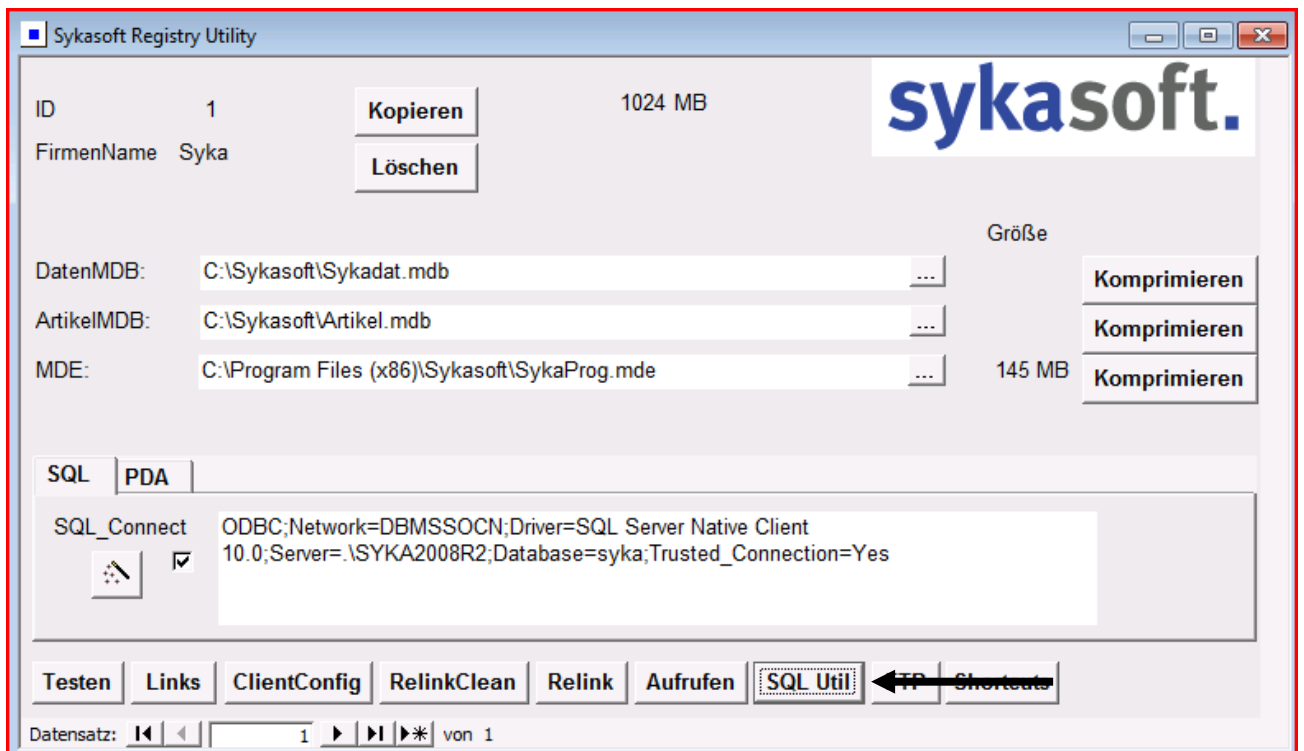 Sykasoft Registry Utility
ID 1 Kopieren 1024 MB
sykasoft.
FirmenName Syka
Löschen
Größe
DatenMDB: C:\Sykasoft\Sykadat.mdb ... Komprimieren
ArtikelMDB: C:\Sykasoft\Artikel.mdb ... Komprimieren
MDE: C:\Program Files (x86)\Sykasoft\SykaProg.mde ... 145 MB Komprimieren
SQL PDA
SQL_Connect ODBC;Network=DBMSSOCN;Driver=SQL Server Native Client
10.0;Server=.\SYKA2008R2;Database=syka;Trusted_Connection=Yes
Testen Links ClientConfig RelinkClean Relink Aufrufen SQL Util Shortcuts
Datensatz: 1 von 1